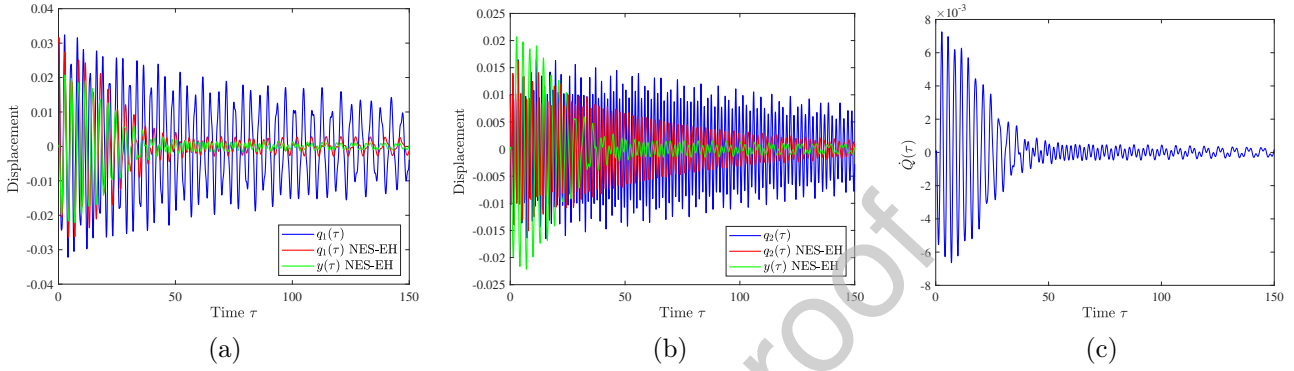 0.04
0.03
0.02
0.01
0
-0.01
-0.02
-0.03
-0.04
Displacement
0 50 100 150
Time τ
q₁(τ)
q₁(τ) NES-EH
y(τ) NES-EH
(a)
0.025
0.02
0.015
0.01
0.005
0
-0.005
-0.01
-0.015
-0.02
-0.025
Displacement
0 50 100 150
Time τ
q₂(τ)
q₂(τ) NES-EH
y(τ) NES-EH
(b)
×10⁻³
8
6
4
2
0
-2
-4
-6
-8
Q̇(τ)
0 50 100 150
Time τ
(c)
roof